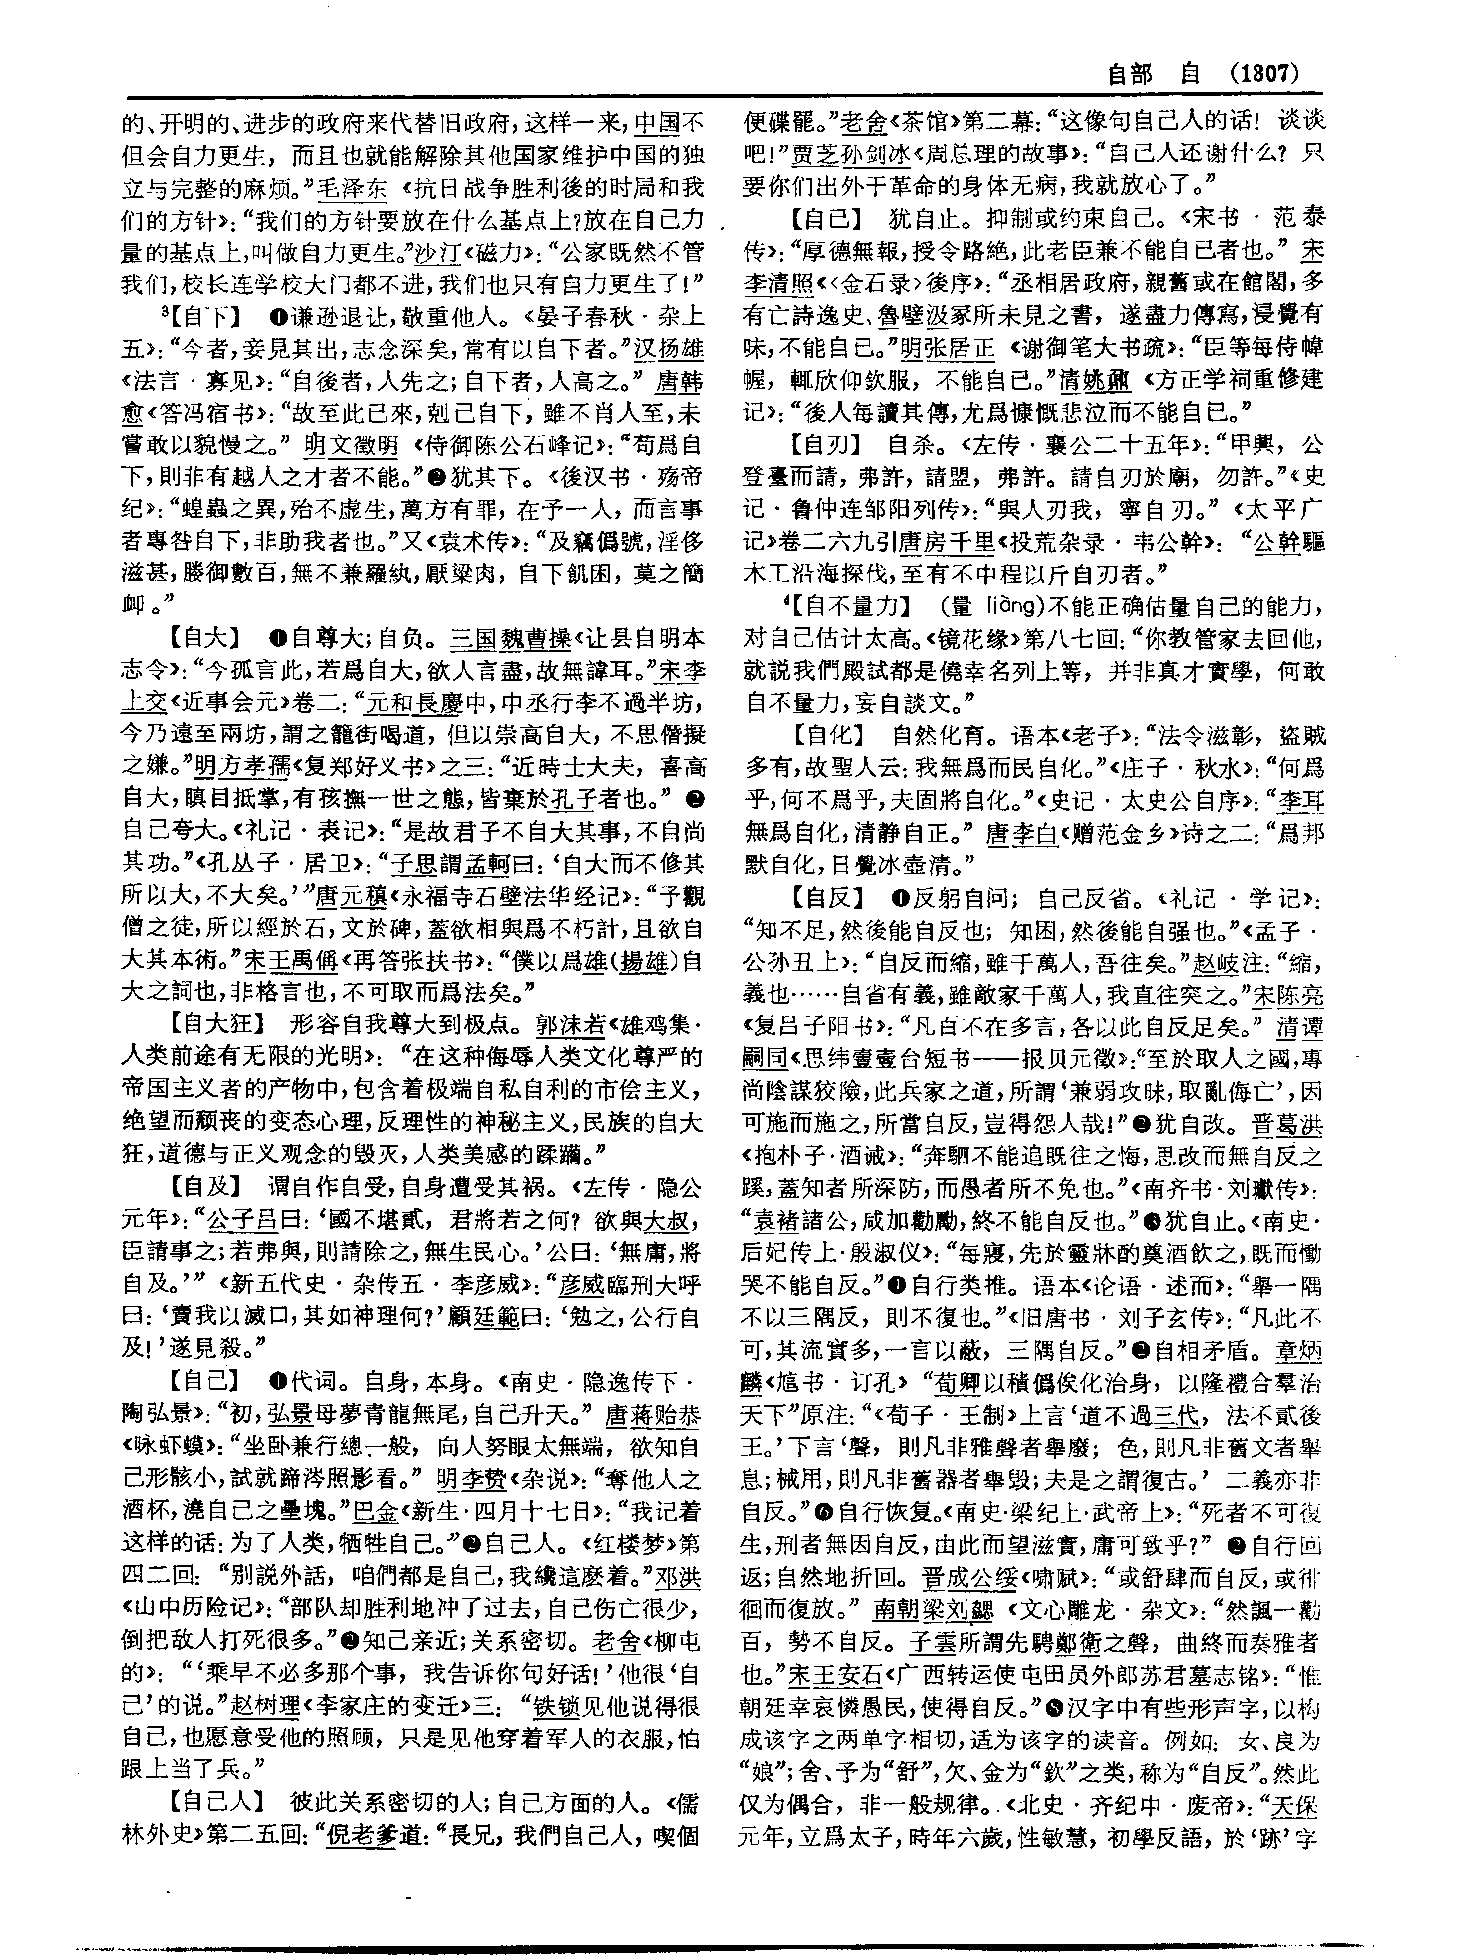 自部　自　(1307)
的、开明的、进步的政府来代替旧政府，这样一来，中国不
但会自力更生，而且也就能解除其他国家维护中国的独
立与完整的麻烦。”毛泽东《抗日战争胜利後的时局和我
们的方针》：“我们的方针要放在什么基点上？放在自己力
量的基点上，叫做自力更生。”沙汀《磁力》：“公家既然不管
我们，校长连学校大门都不进，我们也只有自力更生了！”
³【自下】　❶谦逊退让，敬重他人。《晏子春秋·杂上
五》：“今者，妾見其出，志念深矣，常有以自下者。”汉扬雄
《法言·寡见》：“自後者，人先之；自下者，人高之。”唐韩
愈《答冯宿书》：“故至此已來，剋己自下，雖不肖人至，未
嘗敢以貌慢之。”明文徵明《侍御陈公石峰记》：“苟爲自
下，則非有越人之才者不能。”❷犹其下。《後汉书·殇帝
纪》：“蝗蟲之異，殆不虚生，萬方有罪，在予一人，而言事
者專咎自下，非助我者也。”又《袁术传》：“及竊僞號，淫侈
滋甚，媵御數百，無不兼羅紈，厭粱肉，自下飢困，莫之簡
卹。”
【自大】　❶自尊大；自负。三国魏曹操《让县自明本
志令》：“今孤言此，若爲自大，欲人言盡，故無諱耳。”宋李
上交《近事会元》卷二：“元和長慶中，中丞行李不過半坊，
今乃遠至兩坊，謂之籠街喝道，但以崇高自大，不思僭擬
之嫌。”明方孝孺《复郑好义书》之三：“近時士大夫，喜高
自大，瞋目抵掌，有孩撫一世之態，皆棄於孔子者也。”❷
自己夸大。《礼记·表记》：“是故君子不自大其事，不自尚
其功。”《孔丛子·居卫》：“子思謂孟軻曰：‘自大而不修其
所以大，不大矣。’”唐元稹《永福寺石壁法华经记》：“予觀
僧之徒，所以經於石，文於碑，蓋欲相與爲不朽計，且欲自
大其本術。”宋王禹偁《再答张扶书》：“僕以爲雄（揚雄）自
大之詞也，非格言也，不可取而爲法矣。”
【自大狂】　形容自我尊大到极点。郭沫若《雄鸡集·
人类前途有无限的光明》：“在这种侮辱人类文化尊严的
帝国主义者的产物中，包含着极端自私自利的市侩主义，
绝望而颓丧的变态心理，反理性的神秘主义，民族的自大
狂，道德与正义观念的毁灭，人类美感的蹂躏。”
【自及】　谓自作自受，自身遭受其祸。《左传·隐公
元年》：“公子吕曰：‘國不堪貳，君將若之何？欲與大叔，
臣請事之；若弗與，則請除之，無生民心。’公曰：‘無庸，將
自及。’”《新五代史·杂传五·李彦威》：“彦威臨刑大呼
曰：‘賣我以滅口，其如神理何？’顧廷範曰：‘勉之，公行自
及！’遂見殺。”
【自己】　❶代词。自身，本身。《南史·隐逸传下·
陶弘景》：“初，弘景母夢青龍無尾，自己升天。”唐蒋贻恭
《咏虾蟆》：“坐卧兼行總一般，向人努眼太無端，欲知自
己形骸小，試就蹄涔照影看。”明李贽《杂说》：“奪他人之
酒杯，澆自己之壘塊。”巴金《新生·四月十七日》：“我记着
这样的话：为了人类，牺牲自己。”❷自己人。《红楼梦》第
四二回：“别説外話，咱們都是自己，我纔這麽着。”邓洪
《山中历险记》：“部队却胜利地冲了过去，自己伤亡很少，
倒把敌人打死很多。”❷知己亲近；关系密切。老舍《柳屯
的》：“‘乘早不必多那个事，我告诉你句好话！’他很‘自
己’的说。”赵树理《李家庄的变迁》三：“铁锁见他说得很
自己，也愿意受他的照顾，只是见他穿着军人的衣服，怕
跟上当了兵。”
【自己人】　彼此关系密切的人；自己方面的人。《儒
林外史》第二五回：“倪老爹道：“長兄，我們自己人，喫個
便碟罷。”老舍《茶馆》第二幕：“这像句自己人的话！谈谈
吧！”贾芝孙剑冰《周总理的故事》：“自己人还谢什么？只
要你们出外干革命的身体无病，我就放心了。”
【自已】　犹自止。抑制或约束自己。《宋书·范泰
传》：“厚德無報，授令路絶，此老臣兼不能自已者也。”宋
李清照《〈金石录〉後序》：“丞相居政府，親舊或在館閣，多
有亡詩逸史、魯壁汲冢所未見之書，遂盡力傳寫，浸覺有
味，不能自已。”明张居正《谢御笔大书疏》：“臣等每侍幃
幄，輒欣仰欽服，不能自已。”清姚鼐《方正学祠重修建
记》：“後人每讀其傳，尤爲慷慨悲泣而不能自已。”
【自刃】　自杀。《左传·襄公二十五年》：“甲興，公
登臺而請，弗許，請盟，弗許。請自刃於廟，勿許。”《史
记·鲁仲连邹阳列传》：“與人刃我，寧自刃。”《太平广
记》卷二六九引唐房千里《投荒杂录·韦公幹》：“公幹驅
木工沿海探伐，至有不中程以斤自刃者。”
⁴【自不量力】　（量 liàng）不能正确估量自己的能力，
对自己估计太高。《镜花缘》第八七回：“你教管家去回他，
就説我們殿試都是僥幸名列上等，并非真才實學，何敢
自不量力，妄自談文。”
【自化】　自然化育。语本《老子》：“法令滋彰，盜賊
多有，故聖人云：我無爲而民自化。”《庄子·秋水》：“何爲
乎，何不爲乎，夫固將自化。”《史记·太史公自序》：“李耳
無爲自化，清静自正。”唐李白《赠范金乡》诗之二：“爲邦
默自化，日覺冰壺清。”
【自反】　❶反躬自问；自己反省。《礼记·学记》：
“知不足，然後能自反也；知困，然後能自强也。”《孟子·
公孙丑上》：“自反而縮，雖千萬人，吾往矣。”赵岐注：“縮，
義也……自省有義，雖敵家千萬人，我直往突之。”宋陈亮
《复吕子阳书》：“凡百不在多言，各以此自反足矣。”清谭
嗣同《思纬壹壹台短书——报贝元徵》：“至於取人之國，專
尚陰謀狡險，此兵家之道，所謂‘兼弱攻昧，取亂侮亡’，因
可施而施之，所當自反，豈得怨人哉！”❷犹自改。晋葛洪
《抱朴子·酒诫》：“奔駟不能追既往之悔，思改而無自反之
蹊，蓋知者所深防，而愚者所不免也。”《南齐书·刘瓛传》：
“袁褚諸公，咸加勸勵，終不能自反也。”❸犹自止。《南史·
后妃传上·殷淑仪》：“每寢，先於靈牀酌奠酒飲之，既而慟
哭不能自反。”❹自行类推。语本《论语·述而》：“舉一隅
不以三隅反，則不復也。”《旧唐书·刘子玄传》：“凡此不
可，其流實多，一言以蔽，三隅自反。”❷自相矛盾。章炳
麟《訄书·订孔》“荀卿以積僞俟化治身，以隆禮合羣治
天下”原注：“《荀子·王制》上言‘道不過三代，法不貳後
王。’下言‘聲，則凡非雅聲者舉廢；色，則凡非舊文者舉
息；械用，則凡非舊器者舉毁；夫是之謂復古。’二義亦非
自反。”❻自行恢复。《南史·梁纪上·武帝上》：“死者不可復
生，刑者無因自反，由此而望滋實，庸可致乎？”❷自行回
返；自然地折回。晋成公绥《啸赋》：“或舒肆而自反，或徘
徊而復放。”南朝梁刘勰《文心雕龙·杂文》：“然諷一勸
百，勢不自反。子雲所謂先騁鄭衛之聲，曲終而奏雅者
也。”宋王安石《广西转运使屯田员外郎苏君墓志铭》：“惟
朝廷幸哀憐愚民，使得自反。”❽汉字中有些形声字，以构
成该字之两单字相切，适为该字的读音。例如：女、良为
“娘”；舍、予为“舒”，欠、金为“欽”之类，称为“自反”。然此
仅为偶合，非一般规律。《北史·齐纪中·废帝》：“天保
元年，立爲太子，時年六歲，性敏慧，初學反語，於‘跡’字